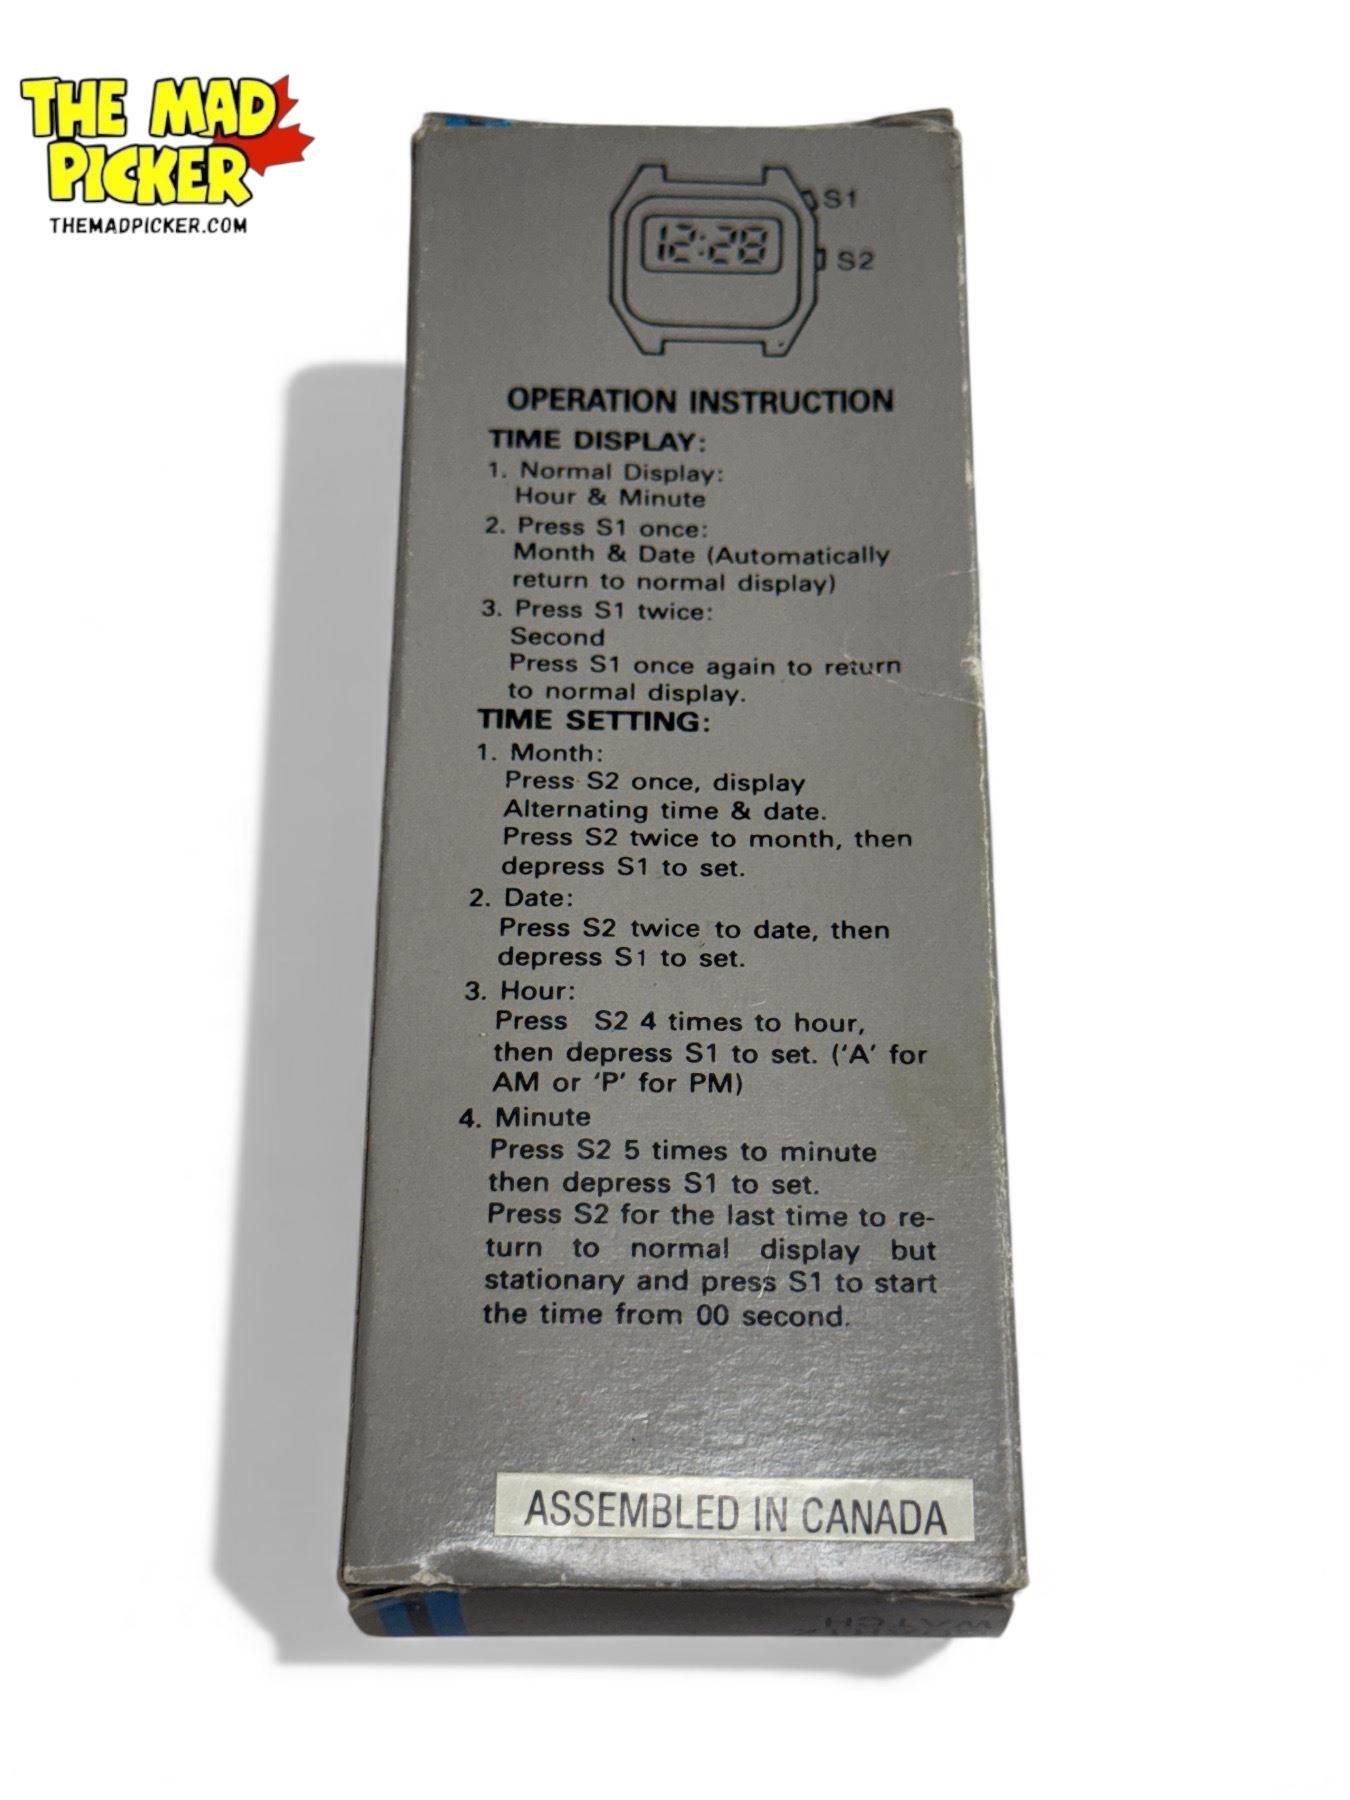 THE MAD
PICKER
THEMADPICKER.COM
S1
12:28
S2
OPERATION INSTRUCTION
TIME DISPLAY:
1. Normal Display:
Hour & Minute
2. Press S1 once:
Month & Date (Automatically
return to normal display)
3. Press S1 twice:
Second
Press S1 once again to return
to normal display.
TIME SETTING:
1. Month:
Press S2 once, display
Alternating time & date.
Press S2 twice to month, then
depress S1 to set.
2. Date:
Press S2 twice to date, then
depress S1 to set.
3. Hour:
Press S2 4 times to hour,
then depress S1 to set. ('A' for
AM or 'P' for PM)
4. Minute
Press S2 5 times to minute
then depress S1 to set.
Press S2 for the last time to re-
turn to normal display but
stationary and press S1 to start
the time from 00 second.
ASSEMBLED IN CANADA
WATCH